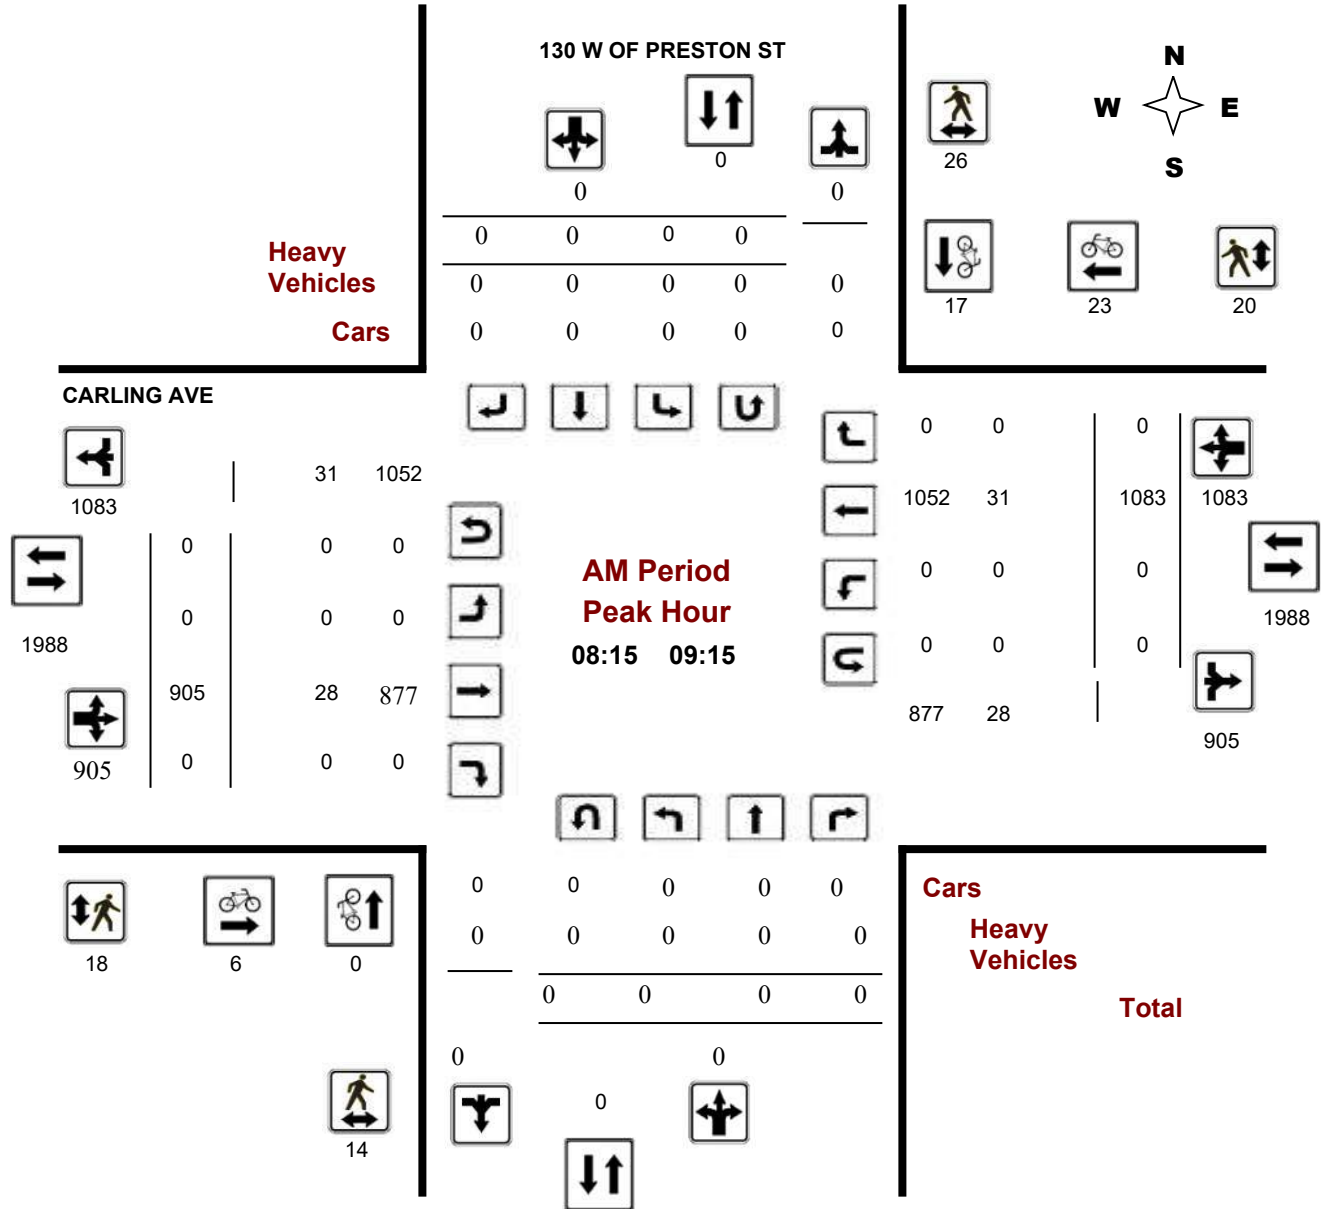 130 W OF PRESTON ST
N
W E
S
0
26
0 0
0 0 0 0
Heavy
Vehicles
0 0 0 0 0
17 23 20
Cars
0 0 0 0 0
CARLING AVE
0 0 0
31 1052
1083
1052 31 1083 1083
0 0 0
AM Period
0 0 0
Peak Hour
0 0 0
1988
08:15 09:15
0 0 0
1988
905 28 877
877 28
905
905
0 0 0
0 0 0 0 0
Cars
0 0 0 0 0
Heavy
Vehicles
18 6 0
0 0 0 0
Total
0 0
0
14